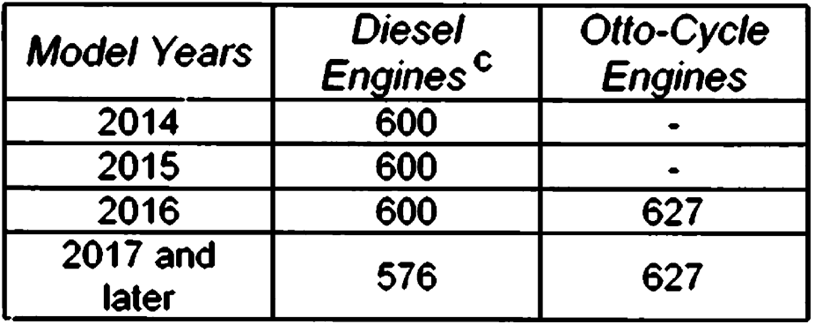 Model Years Diesel Engines c Otto-Cycle Engines
2014 600 -
2015 600 -
2016 600 627
2017 and later 576 627